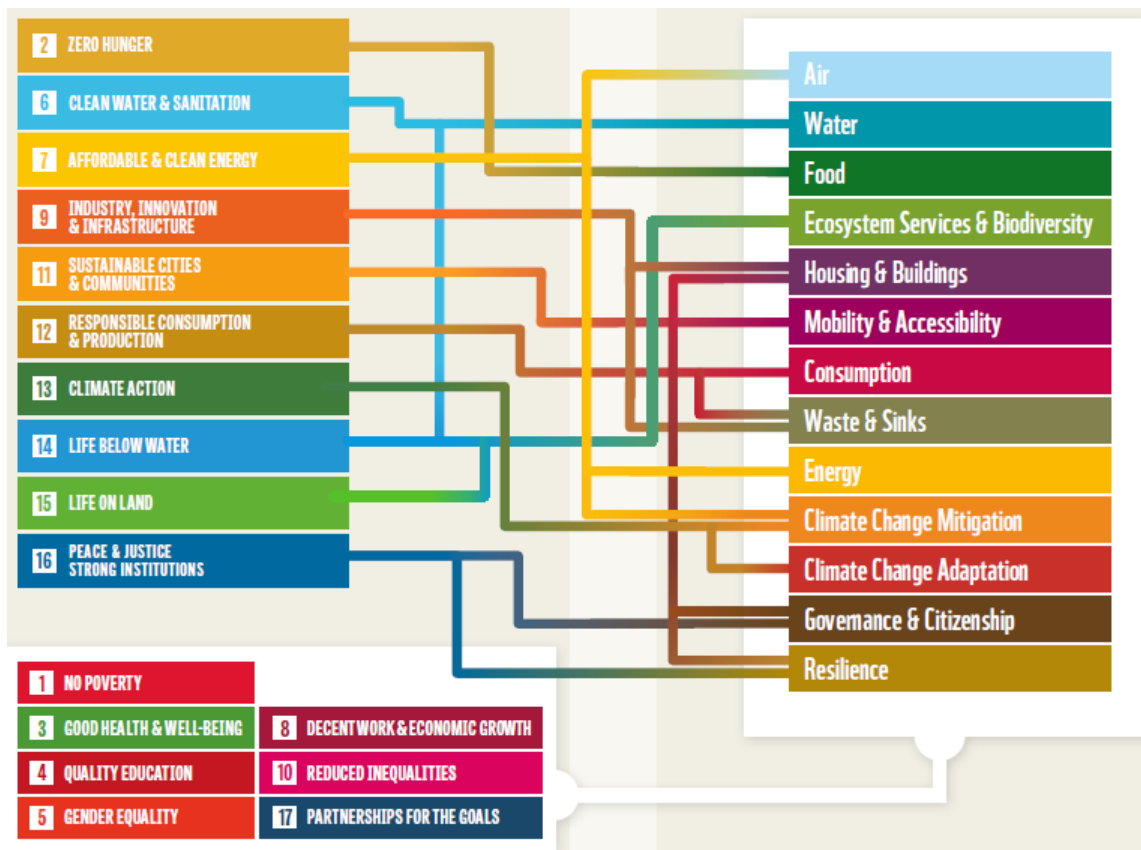 2 ZERO HUNGER
6 CLEAN WATER & SANITATION
7 AFFORDABLE & CLEAN ENERGY
9 INDUSTRY, INNOVATION
& INFRASTRUCTURE
11 SUSTAINABLE CITIES
& COMMUNITIES
12 RESPONSIBLE CONSUMPTION
& PRODUCTION
13 CLIMATE ACTION
14 LIFE BELOW WATER
15 LIFE ON LAND
16 PEACE & JUSTICE
STRONG INSTITUTIONS
Air
Water
Food
Ecosystem Services & Biodiversity
Housing & Buildings
Mobility & Accessibility
Consumption
Waste & Sinks
Energy
Climate Change Mitigation
Climate Change Adaptation
Governance & Citizenship
Resilience
1 NO POVERTY
3 GOOD HEALTH & WELL-BEING
4 QUALITY EDUCATION
5 GENDER EQUALITY
8 DECENT WORK & ECONOMIC GROWTH
10 REDUCED INEQUALITIES
17 PARTNERSHIPS FOR THE GOALS